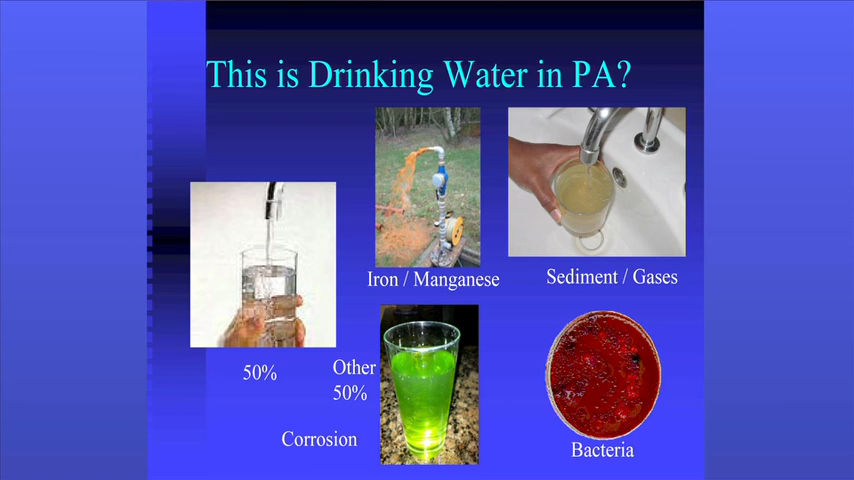 This is Drinking Water in PA?
Iron / Manganese
Sediment / Gases
50%
Other
50%
Corrosion
Bacteria